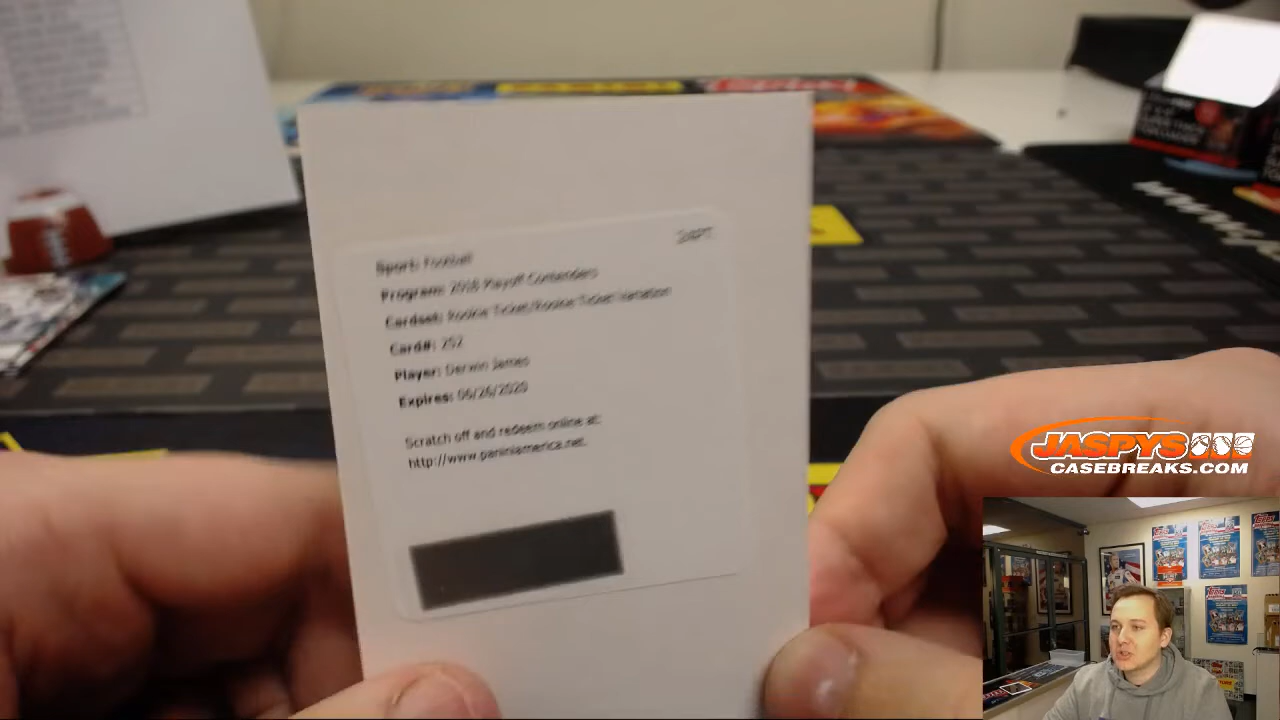 Sport: Football
Program: 2018 Playoff Contenders
Cardset: Rookie Ticket/Rookie Ticket Variation
Card#: 252
Player: Derwin James
Expires: 06/26/2020
Scratch off and redeem online at:
http://www.paniniamerica.net.
JASPYS
CASEBREAKS.COM